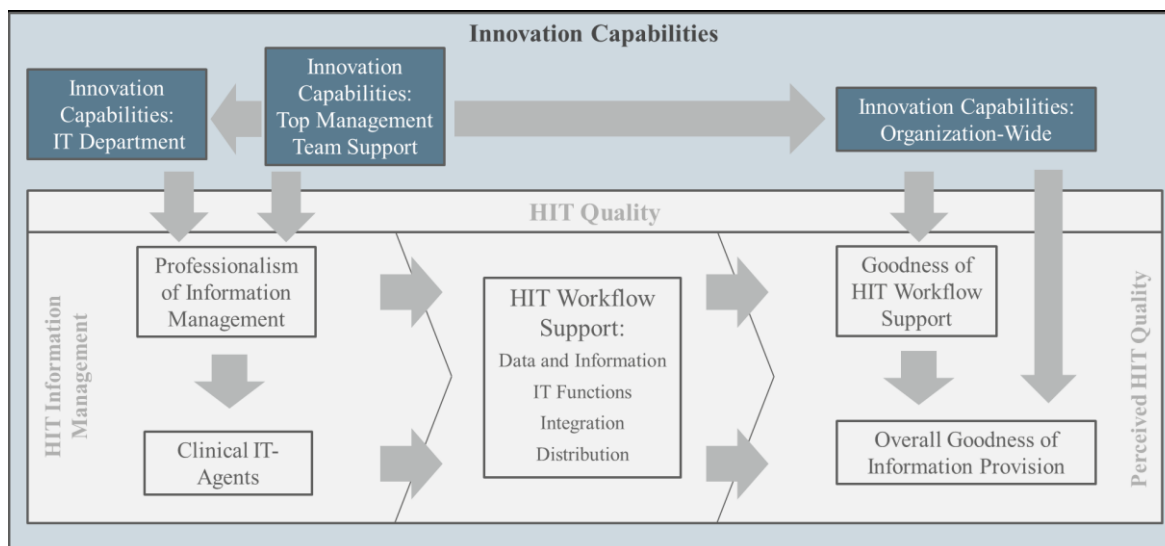 Innovation Capabilities
Innovation
Capabilities:
IT Department
Innovation
Capabilities:
Top Management
Team Support
Innovation Capabilities:
Organization-Wide
HIT Quality
HIT Information
Management
Professionalism
of Information
Management
Clinical IT-
Agents
HIT Workflow
Support:
Data and Information
IT Functions
Integration
Distribution
Goodness of
HIT Workflow
Support
Overall Goodness of
Information Provision
Perceived HIT Quality